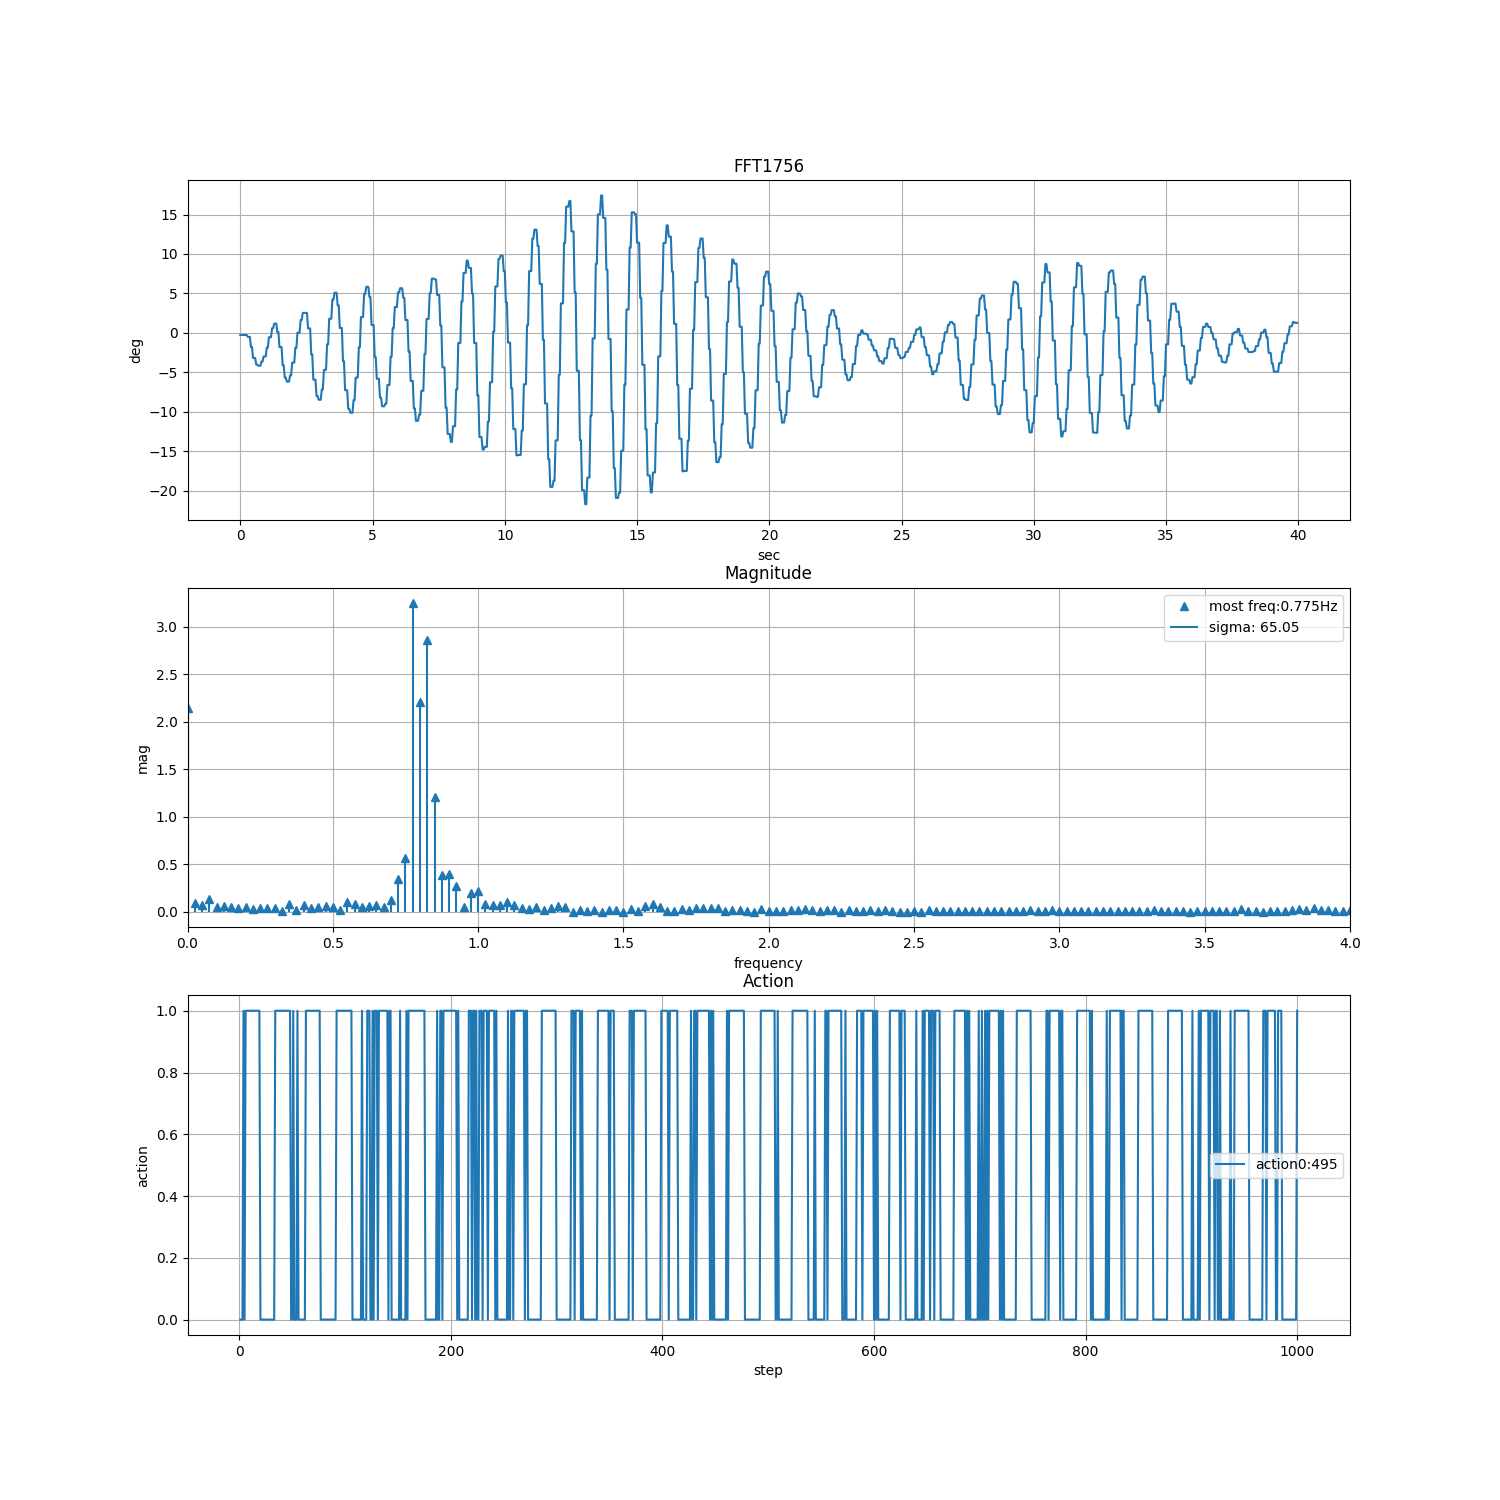 FFT1756
15
10
5
0
−5
−10
−15
−20
deg
0 5 10 15 20 25 30 35 40
sec
Magnitude
most freq:0.775Hz
sigma: 65.05
3.0
2.5
2.0
1.5
1.0
0.5
0.0
mag
0.0 0.5 1.0 1.5 2.0 2.5 3.0 3.5 4.0
frequency
Action
1.0
0.8
0.6
0.4
0.2
0.0
action
action0:495
0 200 400 600 800 1000
step